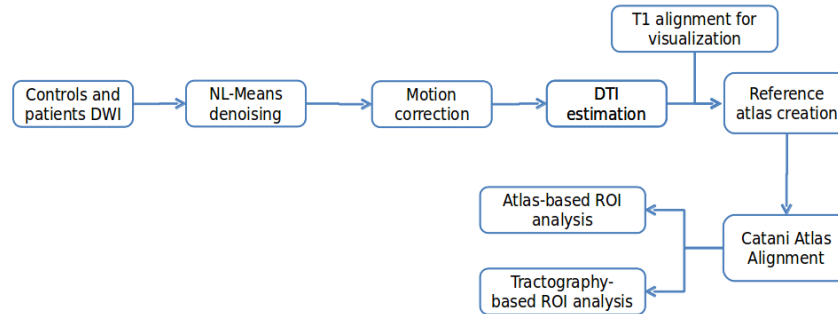 T1 alignment for
visualization
Controls and
patients DWI
NL-Means
denoising
Motion
correction
DTI
estimation
Reference
atlas creation
Atlas-based ROI
analysis
Catani Atlas
Alignment
Tractography-
based ROI analysis